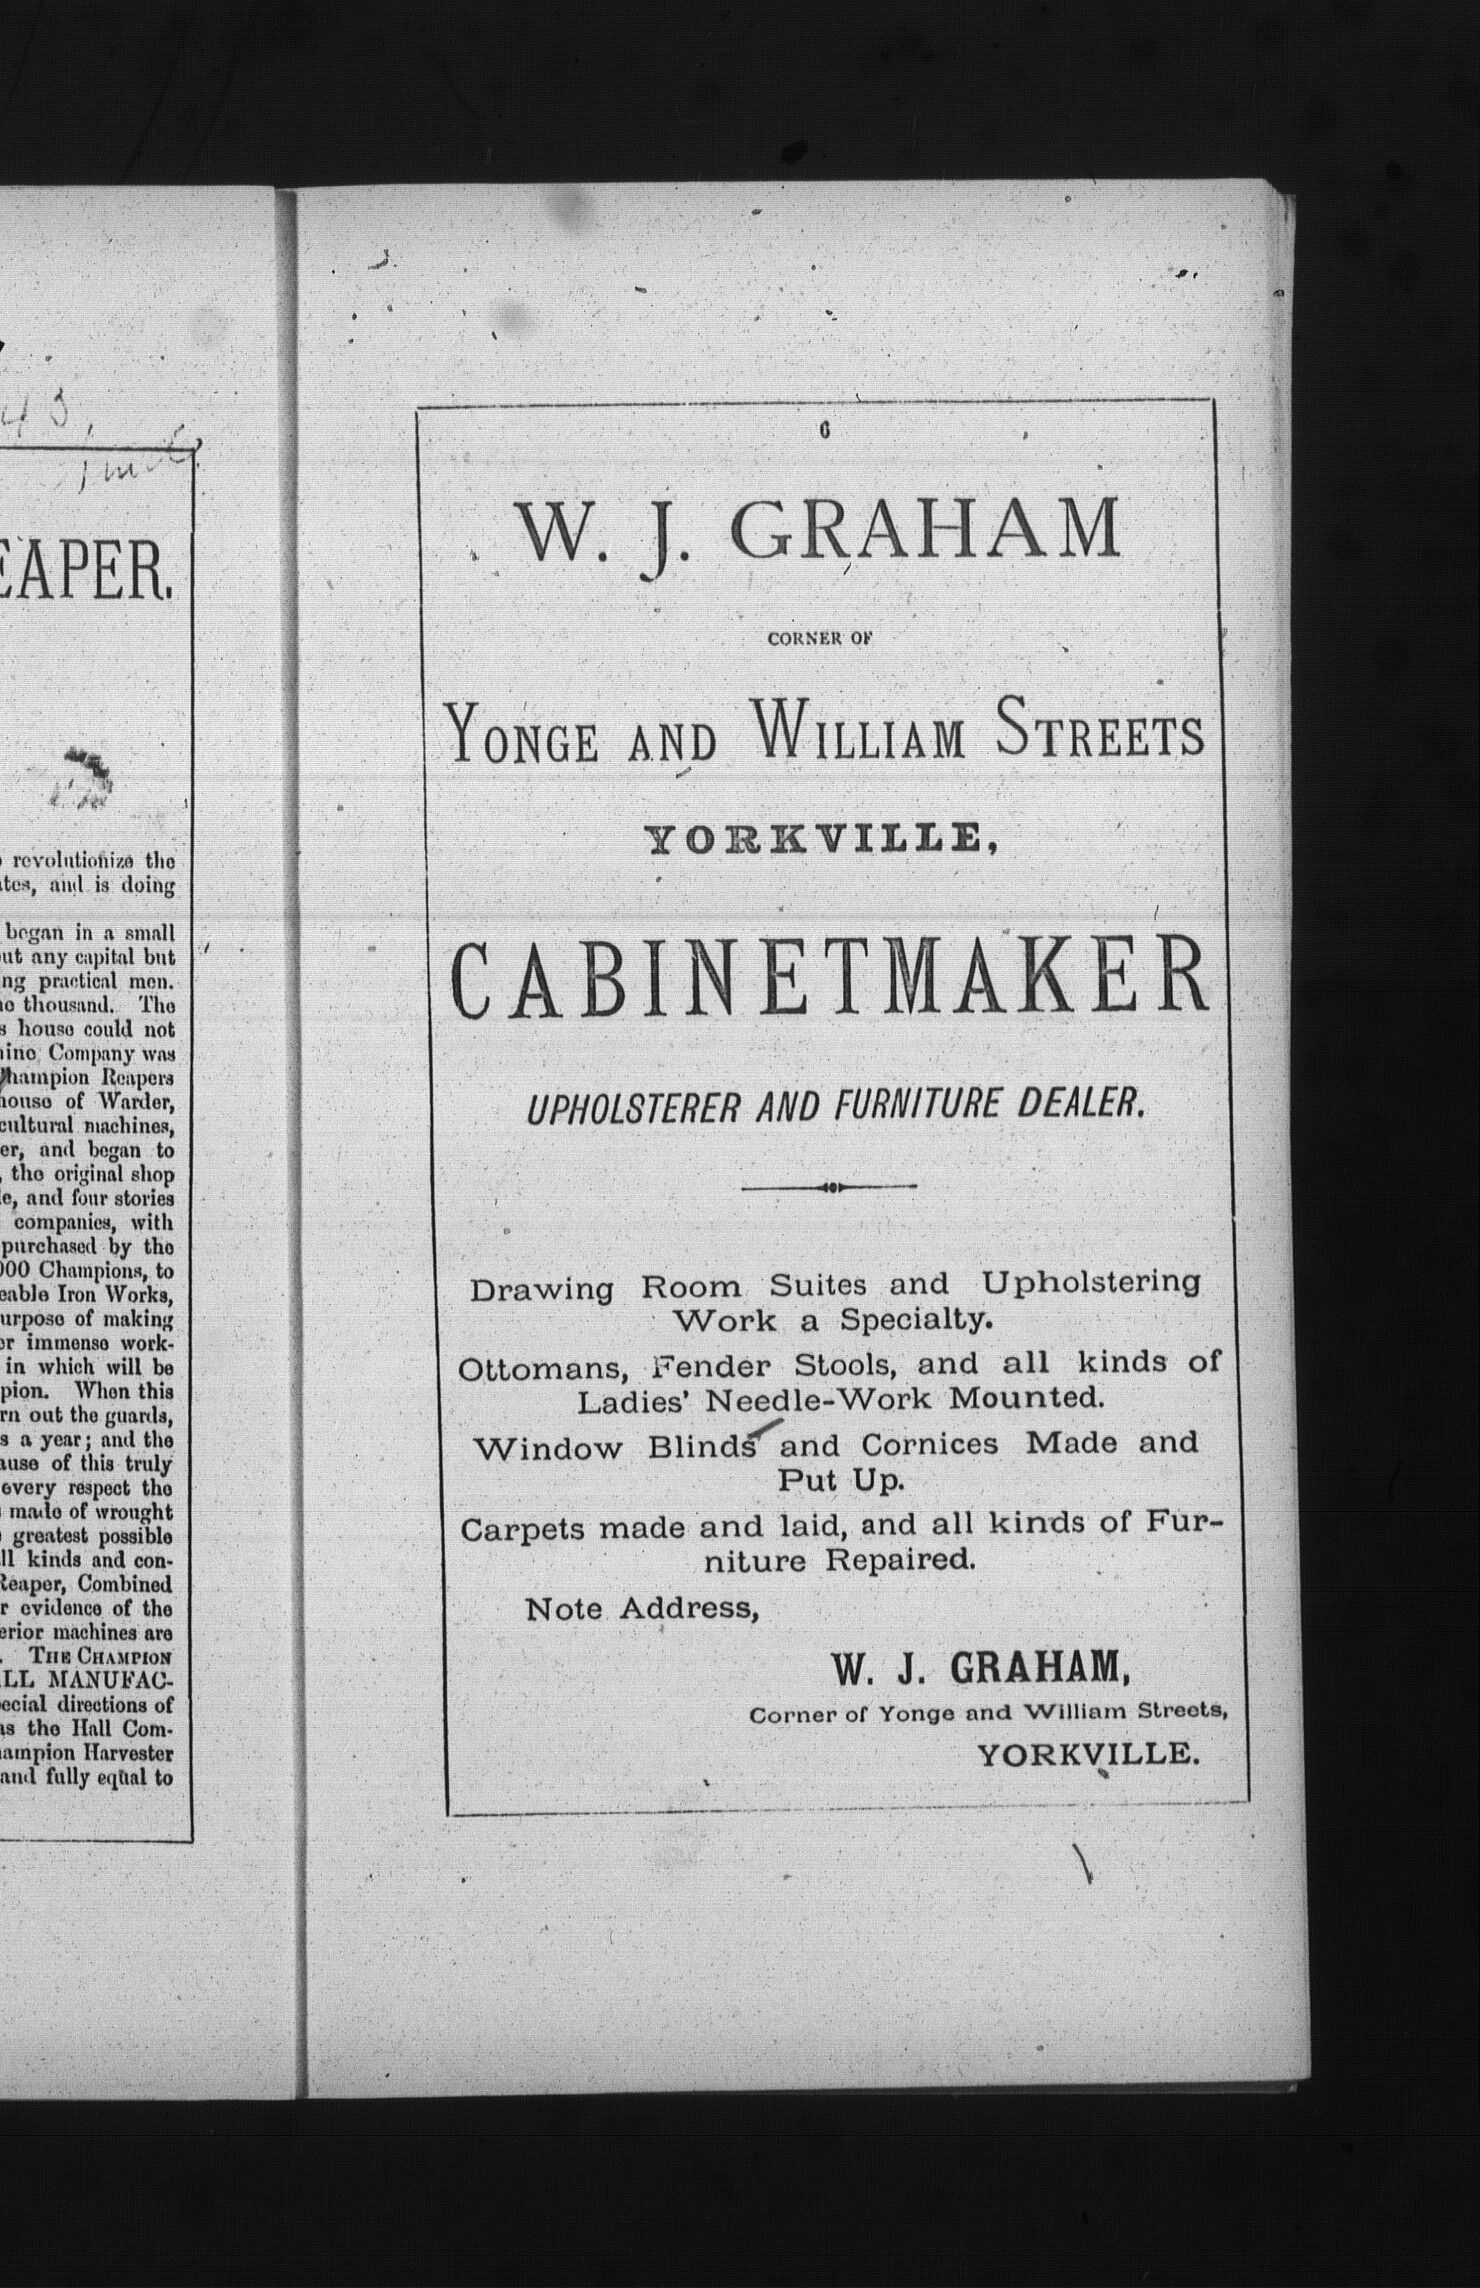 43,
EAPER.
revolutionize the
ates, and is doing
began in a small
out any capital but
ing practical men.
ne thousand. The
s house could not
hine Company was
Champion Reapers
house of Warder,
cultural machines,
er, and began to
, the original shop
le, and four stories
companies, with
purchased by the
000 Champions, to
eable Iron Works,
urpose of making
er immense work-
in which will be
pion. When this
rn out the guards,
s a year; and the
ause of this truly
every respect the
made of wrought
greatest possible
ll kinds and con-
Reaper, Combined
r evidence of the
erior machines are
. THE CHAMPION
ALL MANUFAC-
ecial directions of
as the Hall Com-
hampion Harvester
and fully equal to
6
W. J. GRAHAM
CORNER OF
YONGE AND WILLIAM STREETS
YORKVILLE,
CABINETMAKER
UPHOLSTERER AND FURNITURE DEALER.
Drawing Room Suites and Upholstering
Work a Specialty.
Ottomans, Fender Stools, and all kinds of
Ladies' Needle-Work Mounted.
Window Blinds and Cornices Made and
Put Up.
Carpets made and laid, and all kinds of Fur-
niture Repaired.
Note Address,
W. J. GRAHAM,
Corner of Yonge and William Streets,
YORKVILLE.